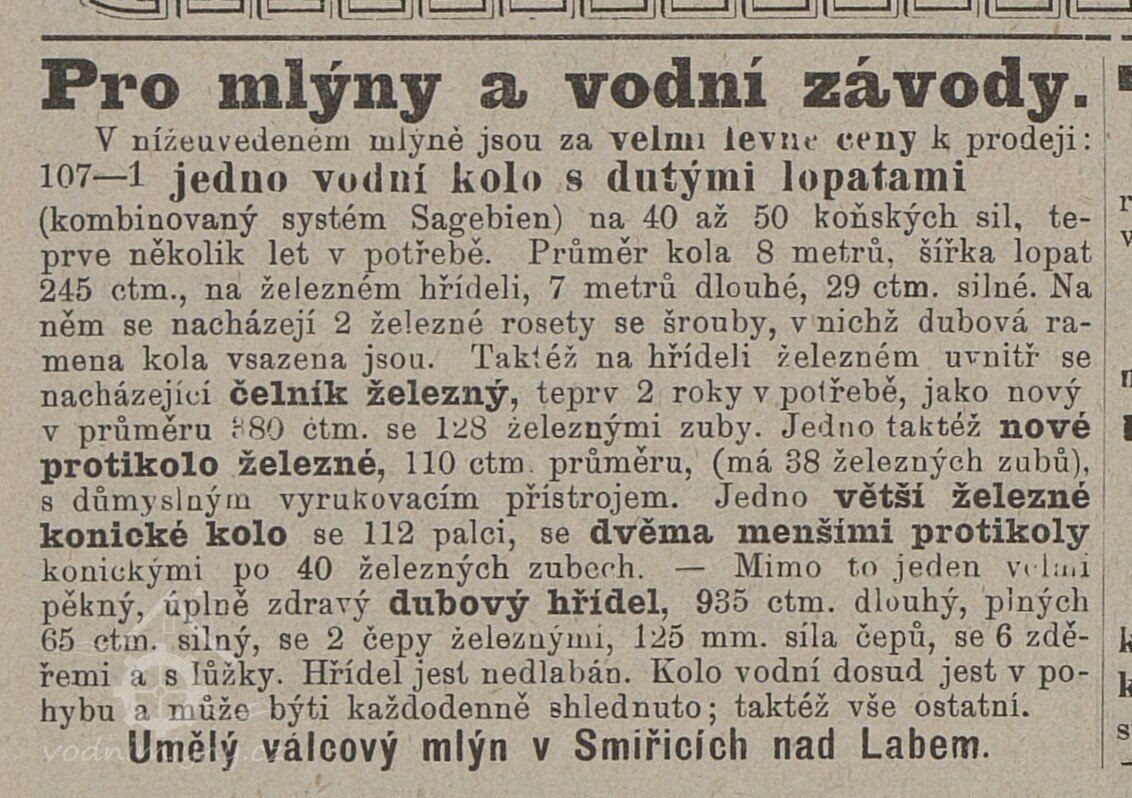 Pro mlýny a vodní závody.
V nížeuvedeném mlýně jsou za velmi levne ceny k prodeji:
107—1 jedno vodní kolo s dutými lopatami
(kombinovaný systém Sagebien) na 40 až 50 koňských sil, te-
prve několik let v potřebě. Průměr kola 8 metrů, šířka lopat
245 ctm., na železném hřídeli, 7 metrů dlouhé, 29 ctm. silné. Na
něm se nacházejí 2 železné rosety se šrouby, v nichž dubová ra-
mena kola vsazena jsou. Taktéž na hřídeli železném uvnitř se
nacházející čelník železný, teprv 2 roky v potřebě, jako nový
v průměru 380 ctm. se 128 železnými zuby. Jedno taktéž nové
protikolo železné, 110 ctm. průměru, (má 38 železných zubů),
s důmyslným vyrukovacím přístrojem. Jedno větší železné
konické kolo se 112 palci, se dvěma menšími protikoly
konickými po 40 železných zubech. — Mimo to jeden velmi
pěkný, úplně zdravý dubový hřídel, 935 ctm. dlouhý, plných
65 ctm. silný, se 2 čepy železnými, 125 mm. síla čepů, se 6 zdě-
řemi a s lůžky. Hřídel jest nedlabán. Kolo vodní dosud jest v po-
hybu a může býti každodenně shlednuto; taktéž vše ostatní.
Umělý válcový mlýn v Smiřicích nad Labem.